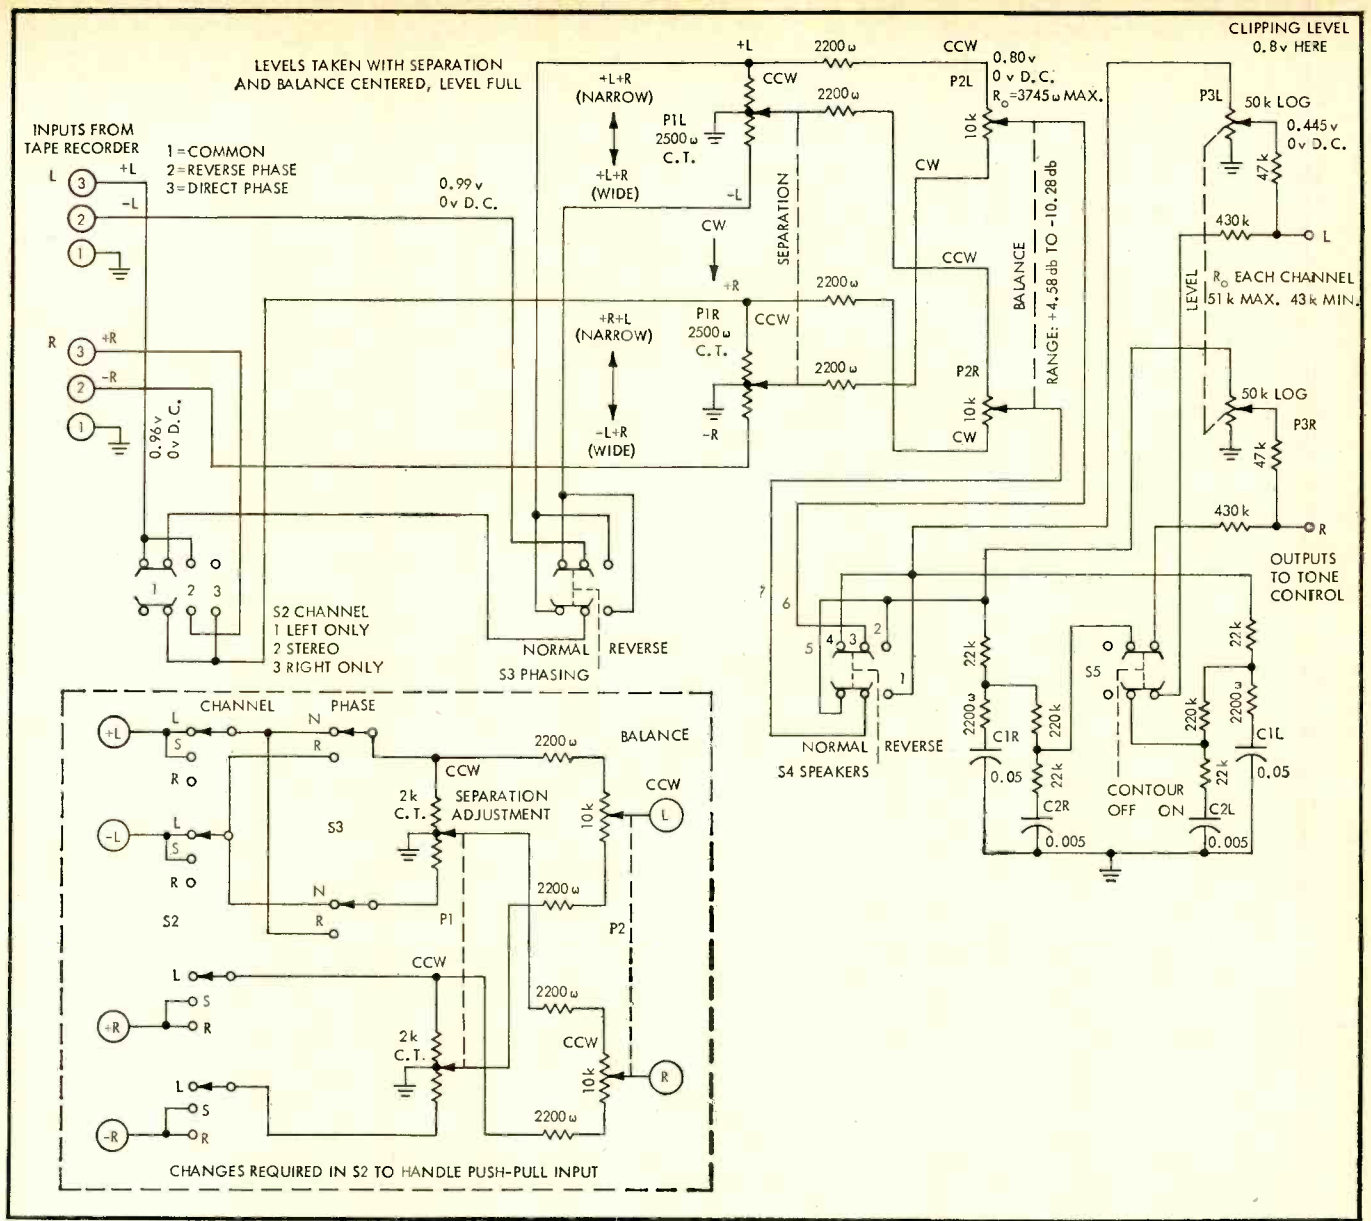 LEVELS TAKEN WITH SEPARATION
AND BALANCE CENTERED, LEVEL FULL
INPUTS FROM
TAPE RECORDER
1=COMMON
2=REVERSE PHASE
3=DIRECT PHASE
L
3
+L
2
-L
1
R
3
+R
2
-R
1
0.96v
0v D.C.
0.99v
0v D.C.
+L+R
(NARROW)
+L+R
(WIDE)
CW
+R+L
(NARROW)
-L+R
(WIDE)
+L
CCW
P1L
2500ω
C.T.
-L
+R
CCW
P1R
2500ω
C.T.
-R
SEPARATION
2200ω
2200ω
2200ω
2200ω
CCW
P2L
10k
CW
0.80v
0v D.C.
Ro=3745ω MAX.
CCW
P2R
10k
CW
BALANCE
RANGE: +4.58db TO -10.28db
CLIPPING LEVEL
0.8v HERE
P3L
50k LOG
0.445v
0v D.C.
47k
430k
L
LEVEL
Ro EACH CHANNEL
51k MAX. 43k MIN.
50k LOG
P3R
47k
430k
R
OUTPUTS
TO TONE
CONTROL
1
2
3
S2 CHANNEL
1 LEFT ONLY
2 STEREO
3 RIGHT ONLY
NORMAL
REVERSE
S3 PHASING
7
6
5
4
3
2
1
NORMAL
REVERSE
S4 SPEAKERS
22k
2200ω
C1R
0.05
220k
22k
C2R
0.005
S5
CONTOUR
OFF ON
22k
2200ω
220k
C1L
0.05
22k
C2L
0.005
CHANNEL
PHASE
+L
L
S
R
N
R
-L
L
S
R
S2
S3
N
R
2200ω
BALANCE
CCW
2k
C.T.
SEPARATION
ADJUSTMENT
10k
CCW
L
2200ω
P1
P2
+R
L
S
R
CCW
2k
C.T.
2200ω
CCW
10k
R
-R
L
S
R
2200ω
CHANGES REQUIRED IN S2 TO HANDLE PUSH-PULL INPUT